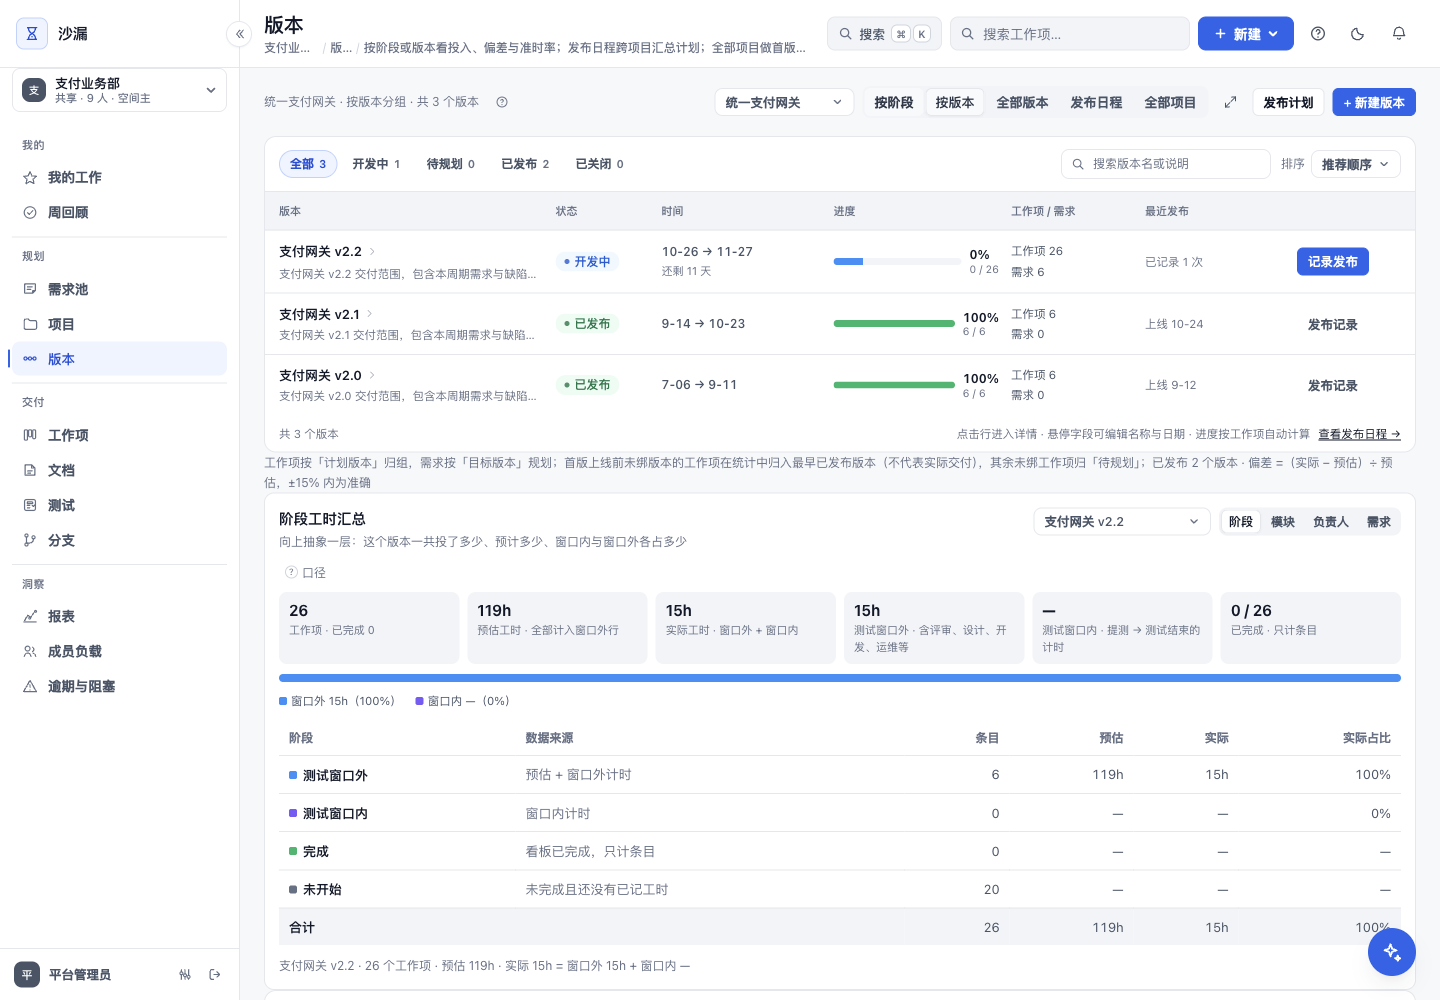 沙漏
支
支付业务部
共享 · 9 人 · 空间主
我的
我的工作
周回顾
规划
需求池
项目
版本
交付
工作项
文档
测试
分支
洞察
报表
成员负载
逾期与阻塞
平
平台管理员
版本
支付业… / 版… / 按阶段或版本看投入、偏差与准时率；发布日程跨项目汇总计划；全部项目做首版…
搜索 ⌘ K
搜索工作项…
+ 新建
统一支付网关 · 按版本分组 · 共 3 个版本
统一支付网关
按阶段 按版本 全部版本 发布日程 全部项目
发布计划
+ 新建版本
全部 3 开发中 1 待规划 0 已发布 2 已关闭 0
搜索版本名或说明
排序 推荐顺序
版本 状态 时间 进度 工作项 / 需求 最近发布
支付网关 v2.2
支付网关 v2.2 交付范围，包含本周期需求与缺陷…
开发中
10-26 → 11-27
还剩 11 天
0%
0 / 26
工作项 26
需求 6
已记录 1 次
记录发布
支付网关 v2.1
支付网关 v2.1 交付范围，包含本周期需求与缺陷…
已发布
9-14 → 10-23
100%
6 / 6
工作项 6
需求 0
上线 10-24
发布记录
支付网关 v2.0
支付网关 v2.0 交付范围，包含本周期需求与缺陷…
已发布
7-06 → 9-11
100%
6 / 6
工作项 6
需求 0
上线 9-12
发布记录
共 3 个版本
点击行进入详情 · 悬停字段可编辑名称与日期 · 进度按工作项自动计算 查看发布日程 →
工作项按「计划版本」归组，需求按「目标版本」规划；首版上线前未绑版本的工作项在统计中归入最早已发布版本（不代表实际交付），其余未绑工作项归「待规划」；已发布 2 个版本 · 偏差 =（实际 − 预估）÷ 预
估，±15% 内为准确
阶段工时汇总
向上抽象一层：这个版本一共投了多少、预计多少、窗口内与窗口外各占多少
支付网关 v2.2
阶段 模块 负责人 需求
? 口径
26
工作项 · 已完成 0
119h
预估工时 · 全部计入窗口外行
15h
实际工时 · 窗口外 + 窗口内
15h
测试窗口外 · 含评审、设计、开
发、运维等
—
测试窗口内 · 提测 → 测试结束的
计时
0 / 26
已完成 · 只计条目
窗口外 15h（100%） 窗口内 —（0%）
阶段 数据来源 条目 预估 实际 实际占比
测试窗口外 预估 + 窗口外计时 6 119h 15h 100%
测试窗口内 窗口内计时 0 — — 0%
完成 看板已完成，只计条目 0 — — —
未开始 未完成且还没有已记工时 20 — — —
合计 26 119h 15h 100%
支付网关 v2.2 · 26 个工作项 · 预估 119h · 实际 15h = 窗口外 15h + 窗口内 —